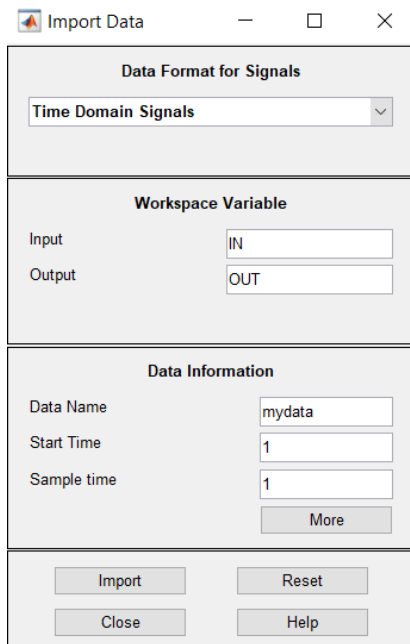 Import Data
Data Format for Signals
Time Domain Signals
Workspace Variable
Input IN
Output OUT
Data Information
Data Name mydata
Start Time 1
Sample time 1
More
Import Reset
Close Help